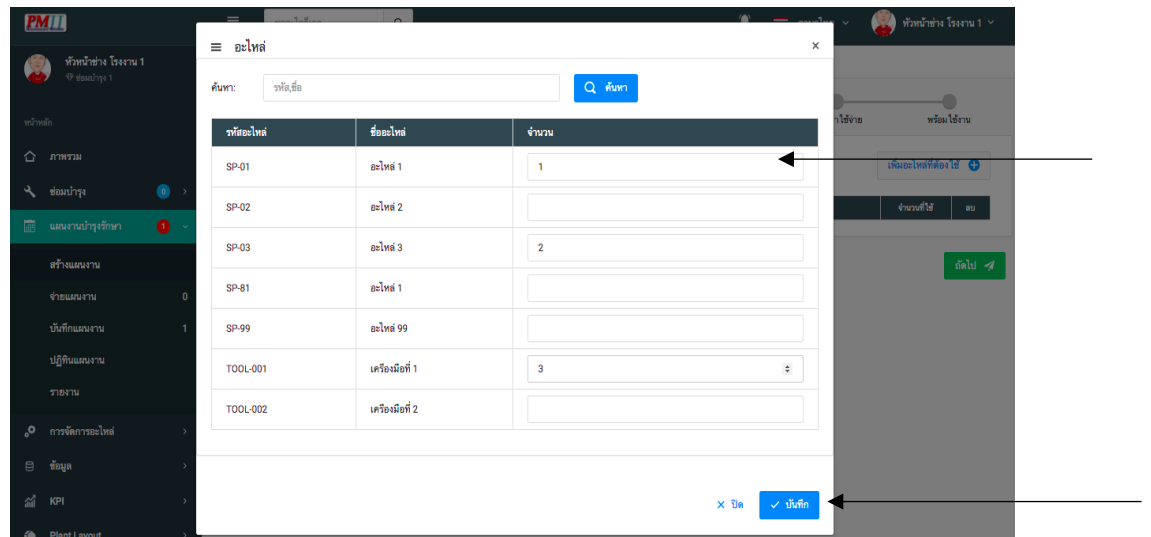 PMII
หัวหน้าช่าง โรงงาน 1
หัวหน้าช่าง โรงงาน 1
ซ่อมบำรุง 1
หน้าหลัก
ภาพรวม
ซ่อมบำรุง 0
แผนงานบำรุงรักษา 1
สร้างแผนงาน
จ่ายแผนงาน 0
บันทึกแผนงาน 1
ปฏิทินแผนงาน
รายงาน
การจัดการอะไหล่
ข้อมูล
KPI
Plant Layout
อะไหล่ ×
ค้นหา: รหัส,ชื่อ ค้นหา
รหัสอะไหล่ ชื่ออะไหล่ จำนวน
SP-01 อะไหล่ 1 1
SP-02 อะไหล่ 2
SP-03 อะไหล่ 3 2
SP-81 อะไหล่ 1
SP-99 อะไหล่ 99
TOOL-001 เครื่องมือที่ 1 3
TOOL-002 เครื่องมือที่ 2
× ปิด บันทึก
าใช้จ่าย พร้อมใช้งาน
เพิ่มอะไหล่ที่ต้องใช้
จำนวนที่ใช้ ลบ
ถัดไป